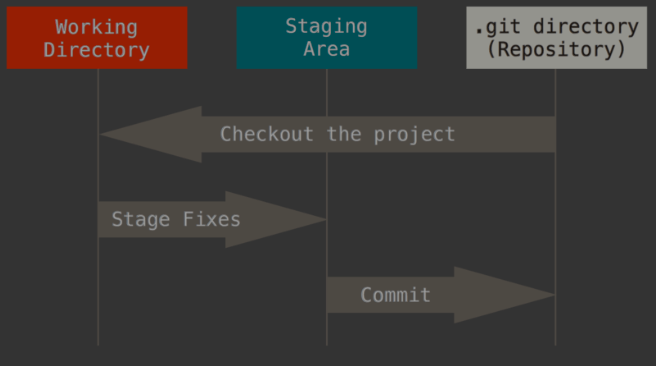 Working
Directory
Staging
Area
.git directory
(Repository)
Checkout the project
Stage Fixes
Commit